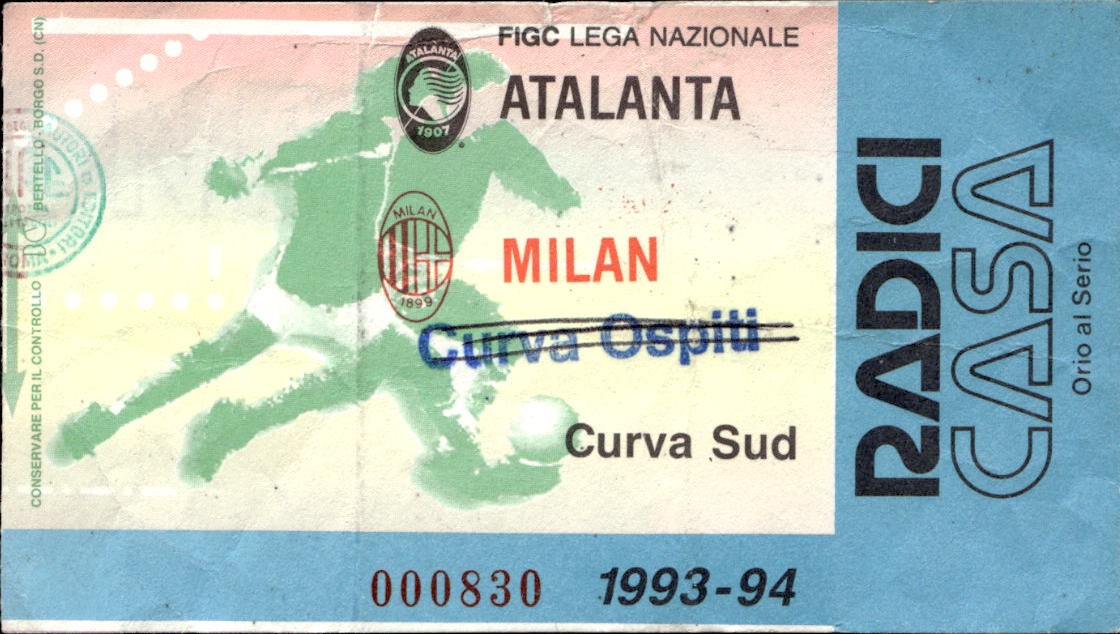 FIGC LEGA NAZIONALE
ATALANTA
1907
ATALANTA
MILAN
1899
MILAN
Curva Ospiti
Curva Sud
000830
1993-94
RADICI
CASA
Orio al Serio
CONSERVARE PER IL CONTROLLO
BERTELLO - BORGO S.D. (CN)
EDITORI